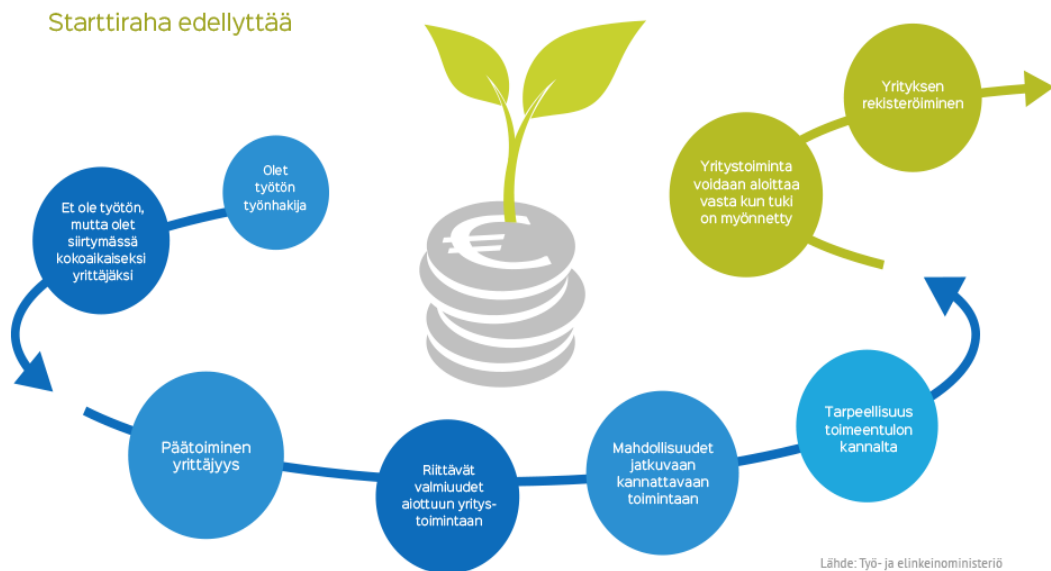 Starttiraha edellyttää
Olet
työtön
työnhakija
Et ole työtön,
mutta olet
siirtymässä
kokoaikaiseksi
yrittäjäksi
Päätoiminen
yrittäjyys
Riittävät
valmiudet
aiottuun yritys-
toimintaan
Mahdollisuudet
jatkuvaan
kannattavaan
toimintaan
Tarpeellisuus
toimeentulon
kannalta
Yritystoiminta
voidaan aloittaa
vasta kun tuki
on myönnetty
Yrityksen
rekisteröiminen
€
Lähde: Työ- ja elinkeinoministeriö